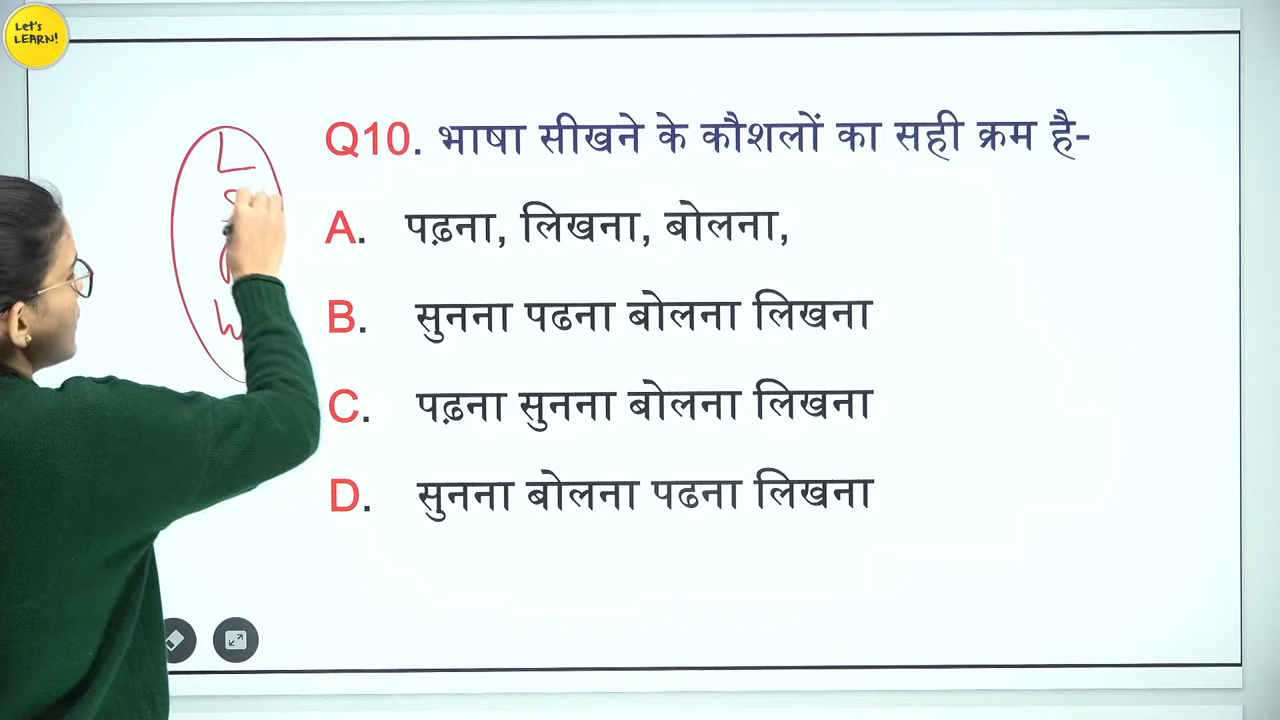 Let's
LEARN!
Q10. भाषा सीखने के कौशलों का सही क्रम है-
A. पढ़ना, लिखना, बोलना,
B. सुनना पढना बोलना लिखना
C. पढ़ना सुनना बोलना लिखना
D. सुनना बोलना पढना लिखना
L
S
W